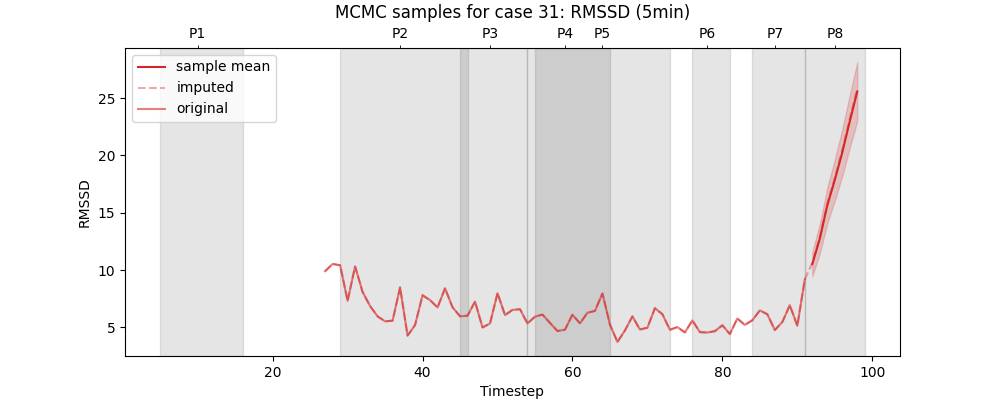 MCMC samples for case 31: RMSSD (5min)
P1 P2 P3 P4 P5 P6 P7 P8
sample mean
imputed
original
RMSSD
25
20
15
10
5
20 40 60 80 100
Timestep